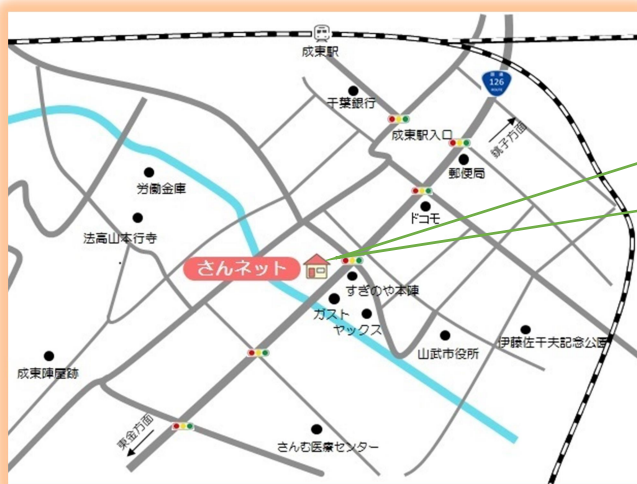 成東駅
国道
126
ROUTE
千葉銀行
成東駅入口
銚子方面
郵便局
労働金庫
ドコモ
法高山本行寺
さんネット
すぎのや本陣
ガスト
ヤックス
山武市役所
伊藤佐千夫記念公園
成東陣屋跡
東金方面
さんむ医療センター